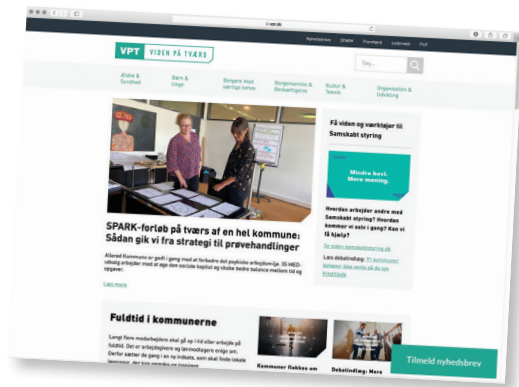 vpt.dk
Nyhedsbrev SPARK Fremfærd Ledernet PUF
VPT VIDEN PÅ TVÆRS
Søg...
Ældre & Sundhed
Børn & Unge
Borgere med særlige behov
Borgerservice & Beskæftigelse
Kultur & Teknik
Organisation & Udvikling
SPARK-forløb på tværs af en hel kommune:
Sådan gik vi fra strategi til prøvehandlinger
Allerød Kommune er godt i gang med at forbedre det psykiske arbejdsmiljø. 35 MED-
udvalg arbejder med at øge den sociale kapital og skabe bedre balance mellem tid og
opgaver.
Læs mere
Få viden og værktøjer til
Samskabt styring
Mindre bøvl.
Mere mening.
Hvordan arbejder andre med
Samskabt styring? Hvordan
kommer vi selv i gang? Kan vi
få hjælp?
Se siden samskabtstyring.dk
Læs debatindlæg:
Fuldtid i kommunerne
Langt flere medarbejdere skal gå op i tid eller arbejde på
fuldtid. Det er arbejdsgivere og lønmodtagere enige om.
Derfor sætter de gang i en ny indsats, som skal finde lokale
Kommuner flokkes om
Debatindlæg: Mere
Tilmeld nyhedsbrev